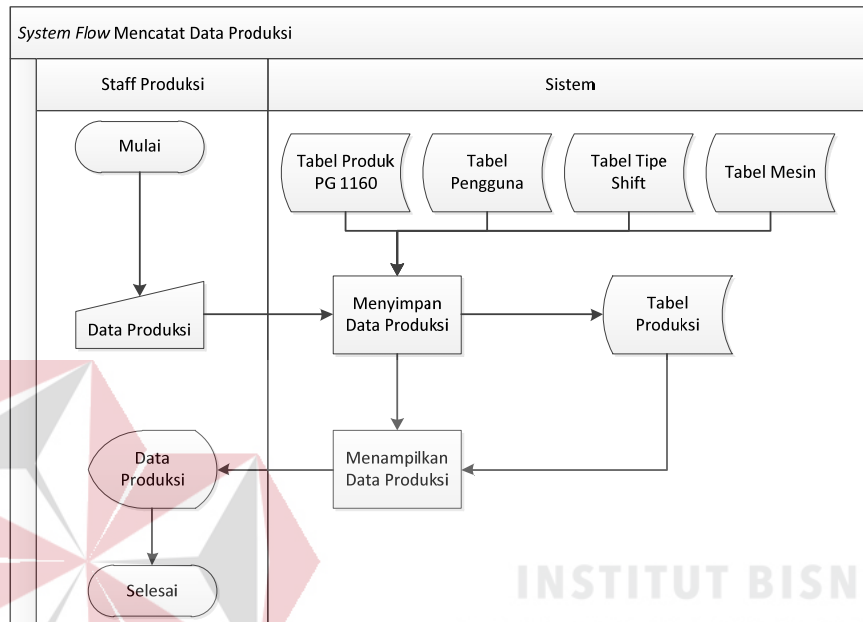 System Flow Mencatat Data Produksi
Staff Produksi
Sistem
Mulai
Tabel Produk
PG 1160
Tabel
Pengguna
Tabel Tipe
Shift
Tabel Mesin
Data Produksi
Menyimpan
Data Produksi
Tabel
Produksi
Data
Produksi
Menampilkan
Data Produksi
Selesai
INSTITUT BISN